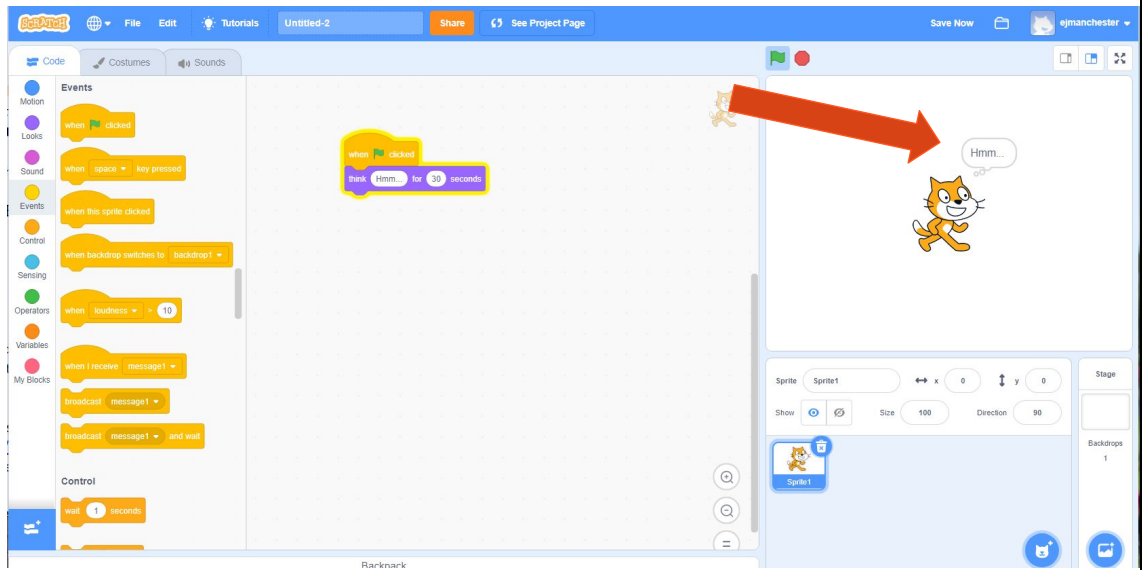 SCRATCH File Edit Tutorials Untitled-2 Share See Project Page Save Now ejmanchester
Code Costumes Sounds
Motion
Looks
Sound
Events
Control
Sensing
Operators
Variables
My Blocks
Events
when clicked
when space key pressed
when this sprite clicked
when backdrop switches to backdrop1
when loudness > 10
when I receive message1
broadcast message1
broadcast message1 and wait
Control
wait 1 seconds
when clicked
think Hmm... for 30 seconds
Hmm...
Sprite Sprite1 x 0 y 0
Show Size 100 Direction 90
Sprite1
Stage
Backdrops
1
Backpack